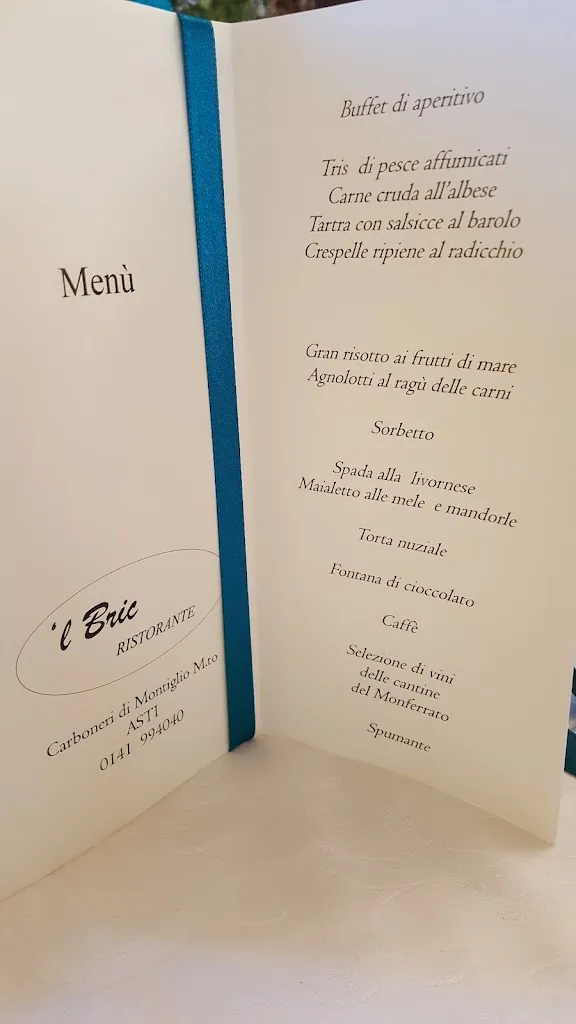 Menù
'l Bric
RISTORANTE
Carboneri di Montiglio M.to
ASTI
0141 994040
Buffet di aperitivo
Tris di pesce affumicati
Carne cruda all'albese
Tartra con salsicce al barolo
Crespelle ripiene al radicchio
Gran risotto ai frutti di mare
Agnolotti al ragù delle carni
Sorbetto
Spada alla livornese
Maialetto alle mele e mandorle
Torta nuziale
Fontana di cioccolato
Caffè
Selezione di vini
delle cantine
del Monferrato
Spumante